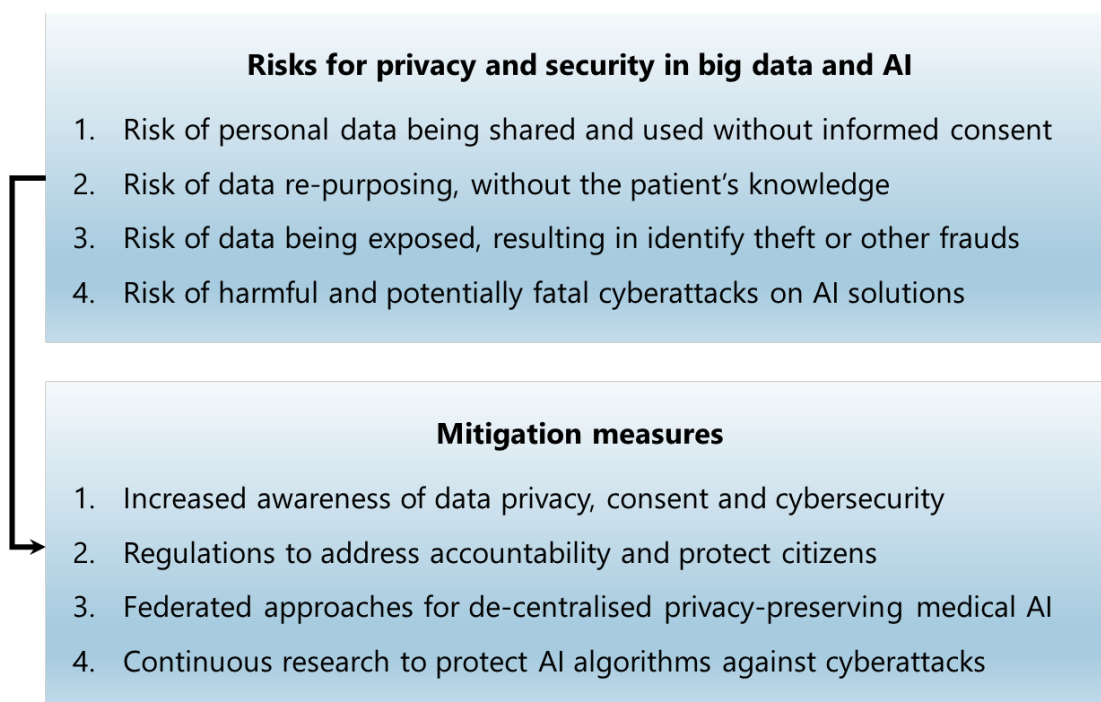 Risks for privacy and security in big data and AI
1. Risk of personal data being shared and used without informed consent
2. Risk of data re-purposing, without the patient’s knowledge
3. Risk of data being exposed, resulting in identify theft or other frauds
4. Risk of harmful and potentially fatal cyberattacks on AI solutions
Mitigation measures
1. Increased awareness of data privacy, consent and cybersecurity
2. Regulations to address accountability and protect citizens
3. Federated approaches for de-centralised privacy-preserving medical AI
4. Continuous research to protect AI algorithms against cyberattacks